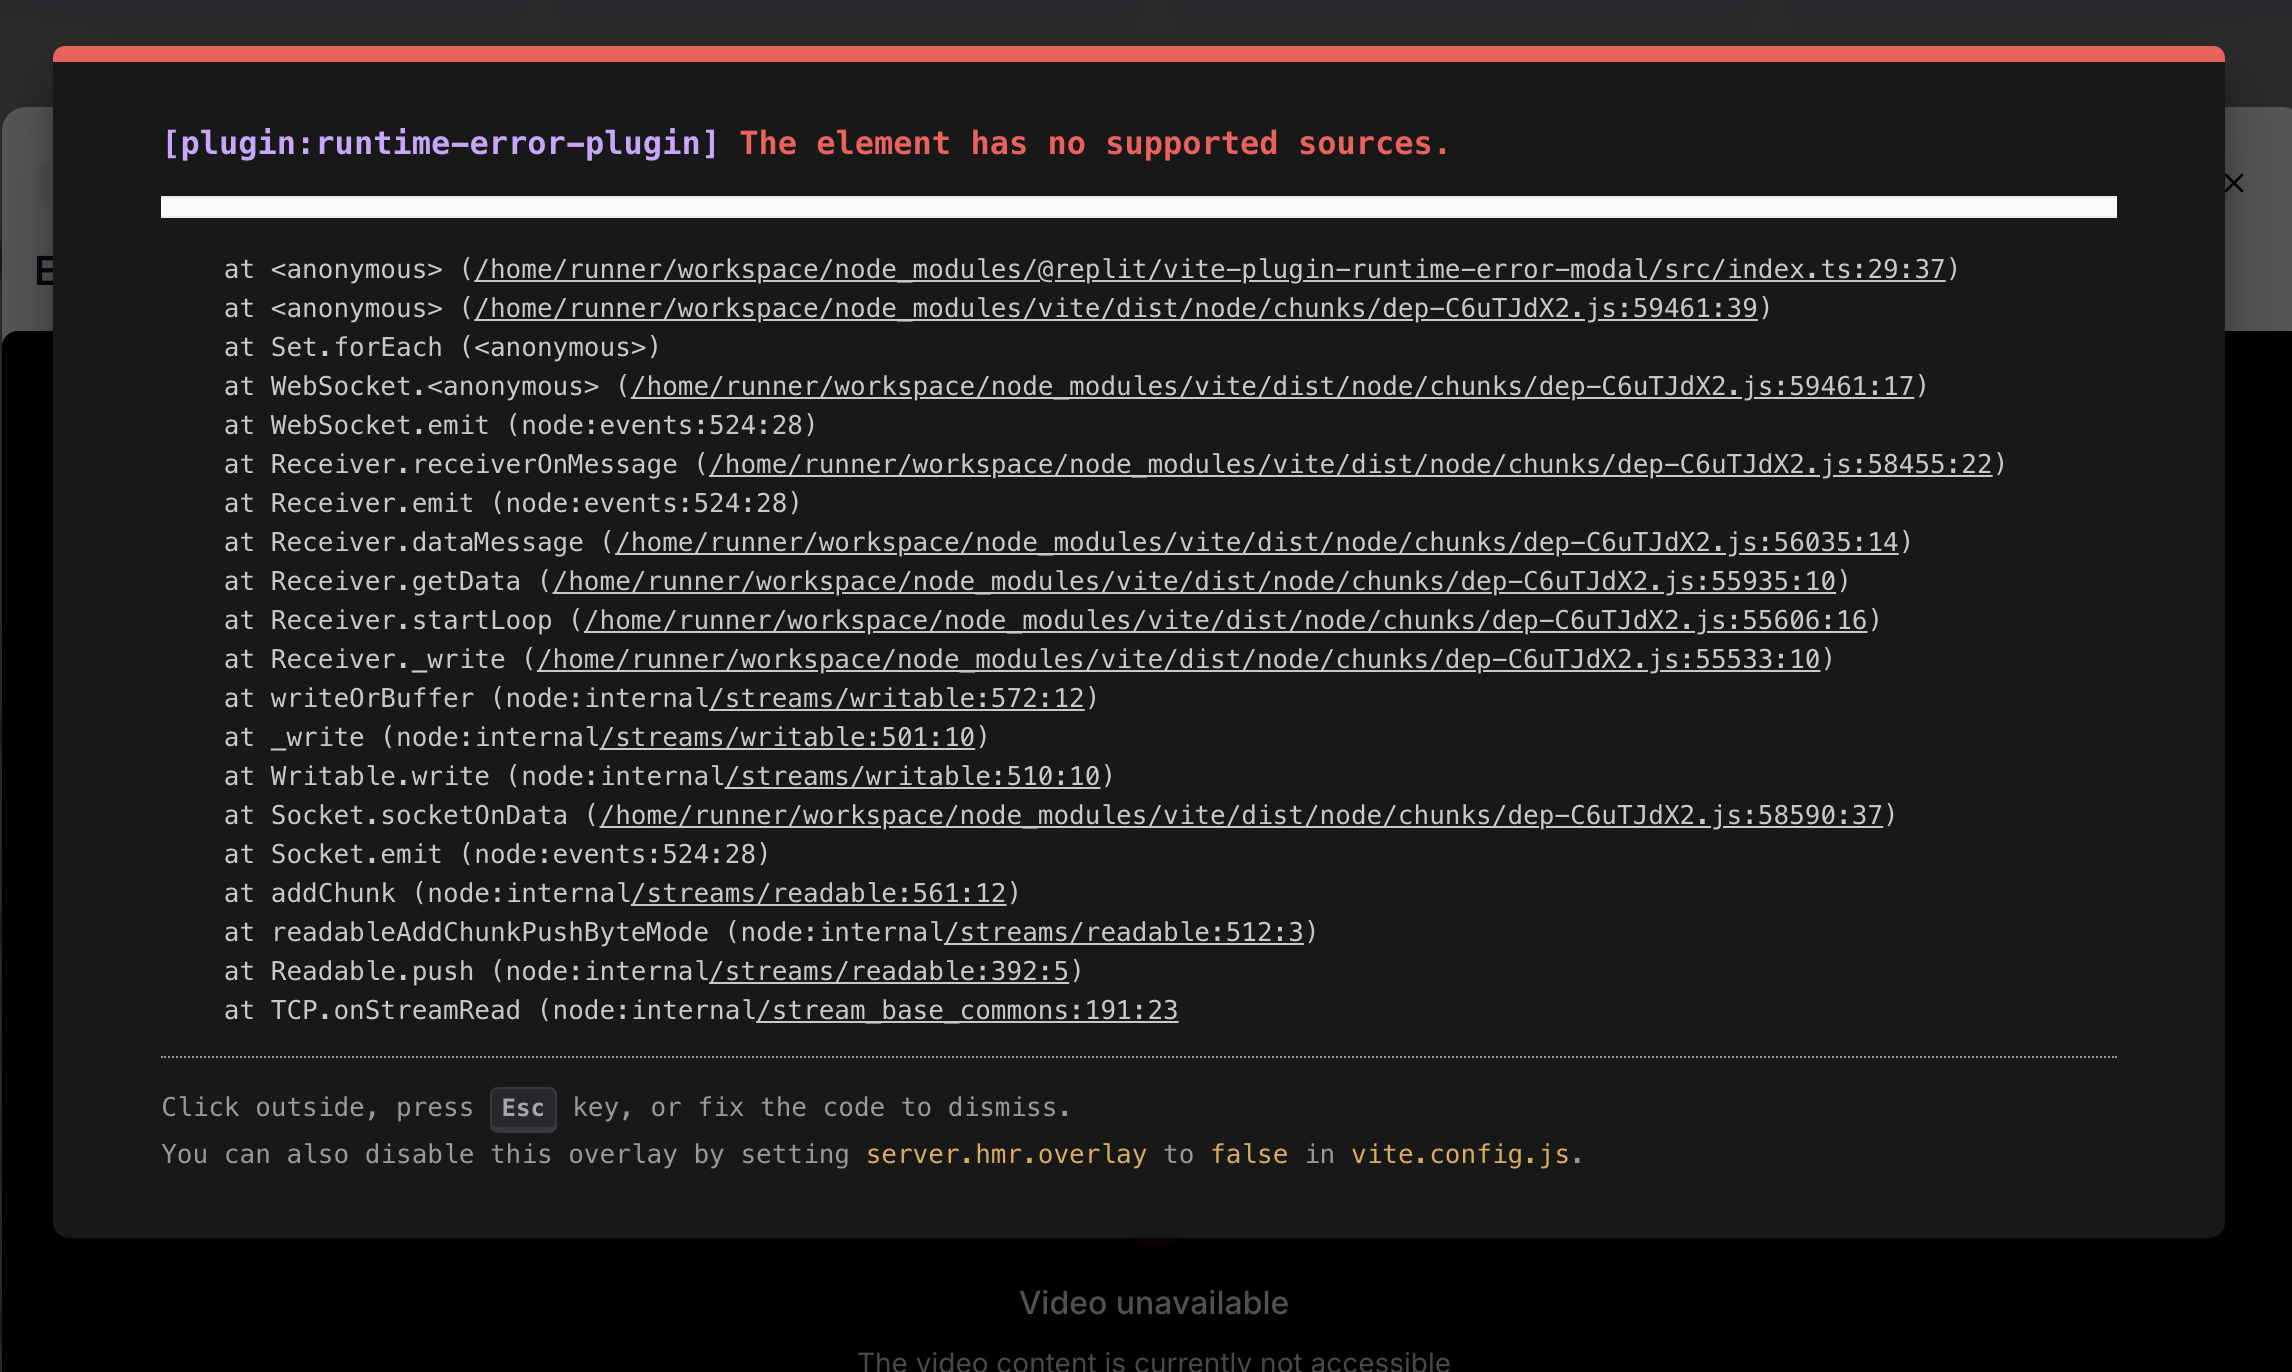 [plugin:runtime-error-plugin] The element has no supported sources.
E
at <anonymous> (/home/runner/workspace/node_modules/@replit/vite-plugin-runtime-error-modal/src/index.ts:29:37)
at <anonymous> (/home/runner/workspace/node_modules/vite/dist/node/chunks/dep-C6uTJdX2.js:59461:39)
at Set.forEach (<anonymous>)
at WebSocket.<anonymous> (/home/runner/workspace/node_modules/vite/dist/node/chunks/dep-C6uTJdX2.js:59461:17)
at WebSocket.emit (node:events:524:28)
at Receiver.receiverOnMessage (/home/runner/workspace/node_modules/vite/dist/node/chunks/dep-C6uTJdX2.js:58455:22)
at Receiver.emit (node:events:524:28)
at Receiver.dataMessage (/home/runner/workspace/node_modules/vite/dist/node/chunks/dep-C6uTJdX2.js:56035:14)
at Receiver.getData (/home/runner/workspace/node_modules/vite/dist/node/chunks/dep-C6uTJdX2.js:55935:10)
at Receiver.startLoop (/home/runner/workspace/node_modules/vite/dist/node/chunks/dep-C6uTJdX2.js:55606:16)
at Receiver._write (/home/runner/workspace/node_modules/vite/dist/node/chunks/dep-C6uTJdX2.js:55533:10)
at writeOrBuffer (node:internal/streams/writable:572:12)
at _write (node:internal/streams/writable:501:10)
at Writable.write (node:internal/streams/writable:510:10)
at Socket.socketOnData (/home/runner/workspace/node_modules/vite/dist/node/chunks/dep-C6uTJdX2.js:58590:37)
at Socket.emit (node:events:524:28)
at addChunk (node:internal/streams/readable:561:12)
at readableAddChunkPushByteMode (node:internal/streams/readable:512:3)
at Readable.push (node:internal/streams/readable:392:5)
at TCP.onStreamRead (node:internal/stream_base_commons:191:23
Click outside, press Esc key, or fix the code to dismiss.
You can also disable this overlay by setting server.hmr.overlay to false in vite.config.js.
Video unavailable
The video content is currently not accessible